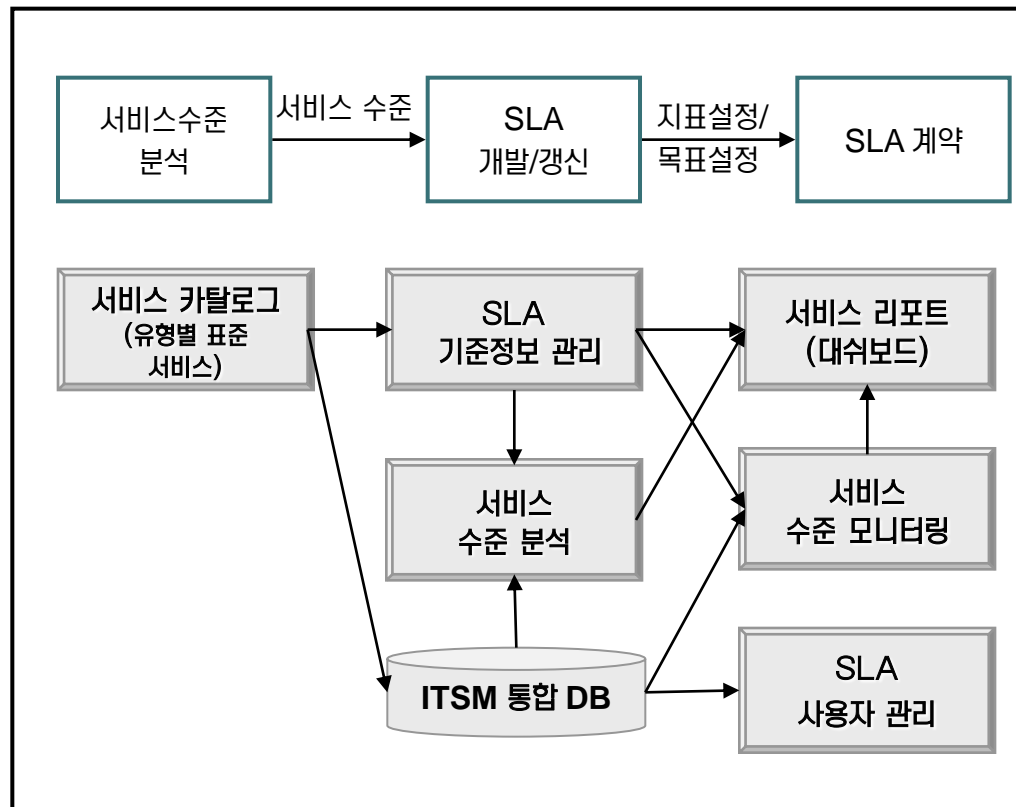 서비스수준
분석
서비스 수준
SLA
개발/갱신
지표설정/
목표설정
SLA 계약
서비스 카탈로그
(유형별 표준
서비스)
SLA
기준정보 관리
서비스 리포트
(대쉬보드)
서비스
수준 분석
서비스
수준 모니터링
ITSM 통합 DB
SLA
사용자 관리